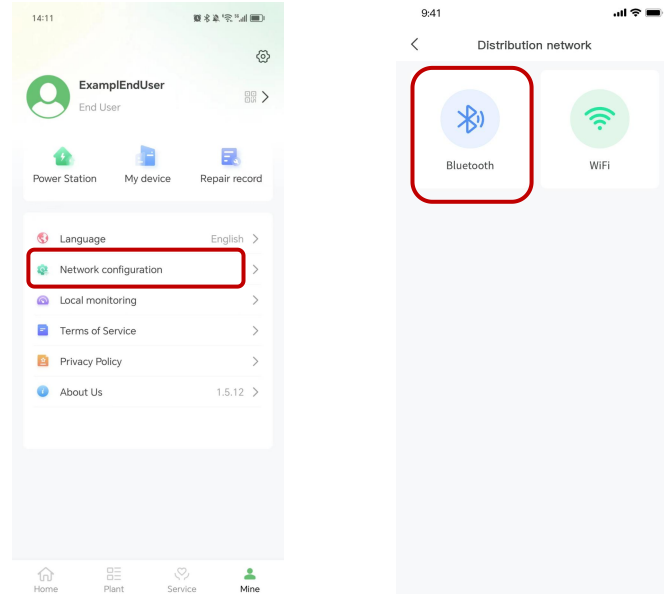 14:11
ExamplEndUser
End User
Power Station
My device
Repair record
Language
English
Network configuration
Local monitoring
Terms of Service
Privacy Policy
About Us
1.5.12
Home
Plant
Service
Mine
9:41
Distribution network
Bluetooth
WiFi